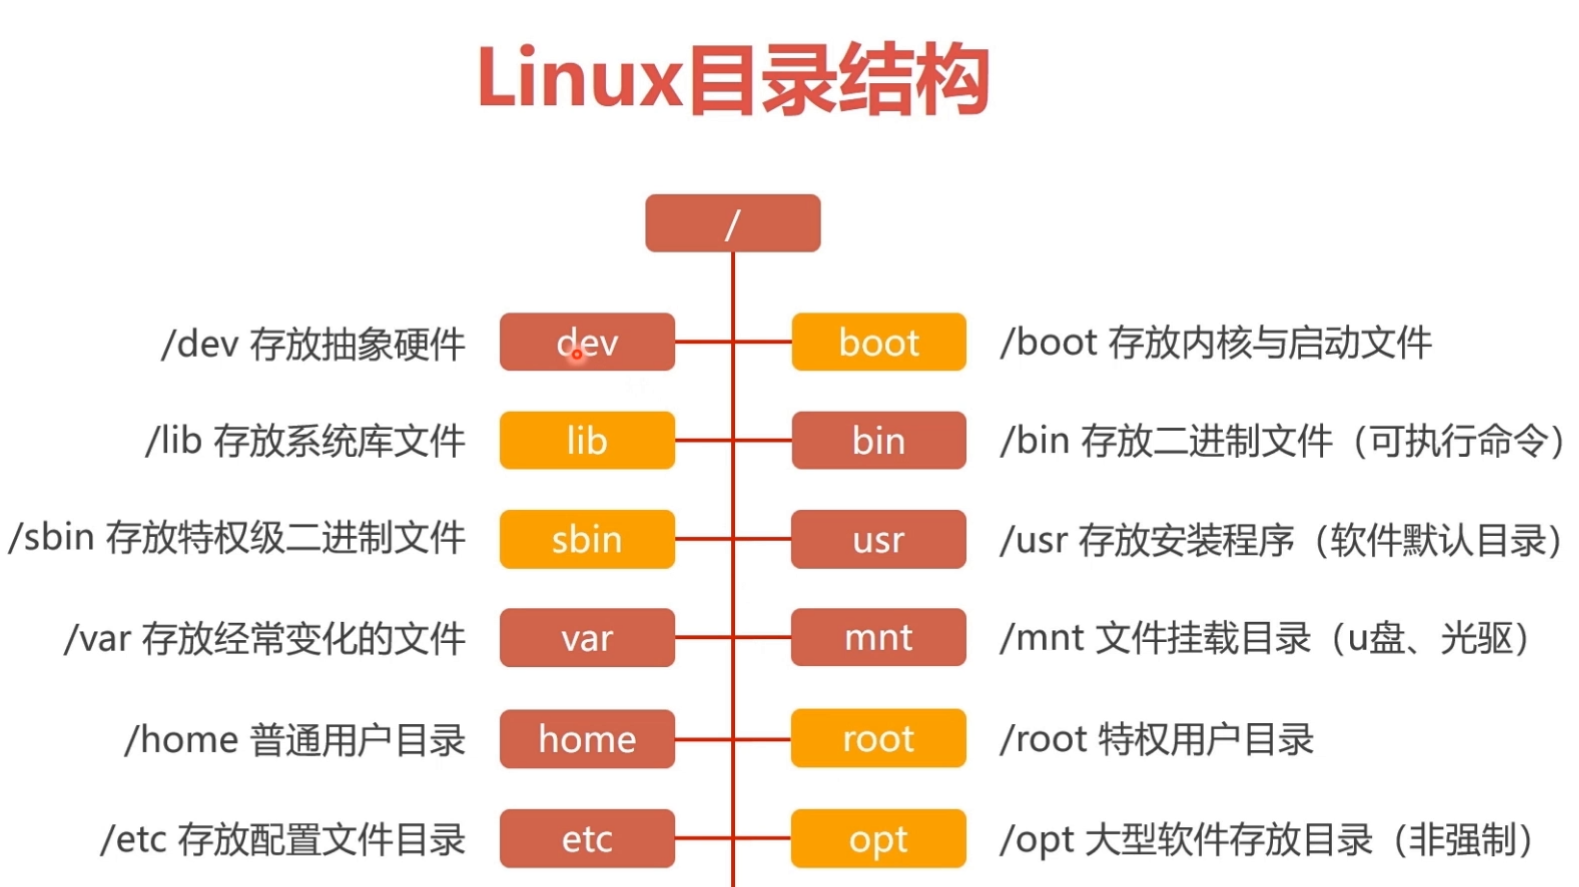 Linux目录结构
/
/dev 存放抽象硬件 dev boot /boot 存放内核与启动文件
/lib 存放系统库文件 lib bin /bin 存放二进制文件（可执行命令）
/sbin 存放特权级二进制文件 sbin usr /usr 存放安装程序（软件默认目录）
/var 存放经常变化的文件 var mnt /mnt 文件挂载目录（u盘、光驱）
/home 普通用户目录 home root /root 特权用户目录
/etc 存放配置文件目录 etc opt /opt 大型软件存放目录（非强制）